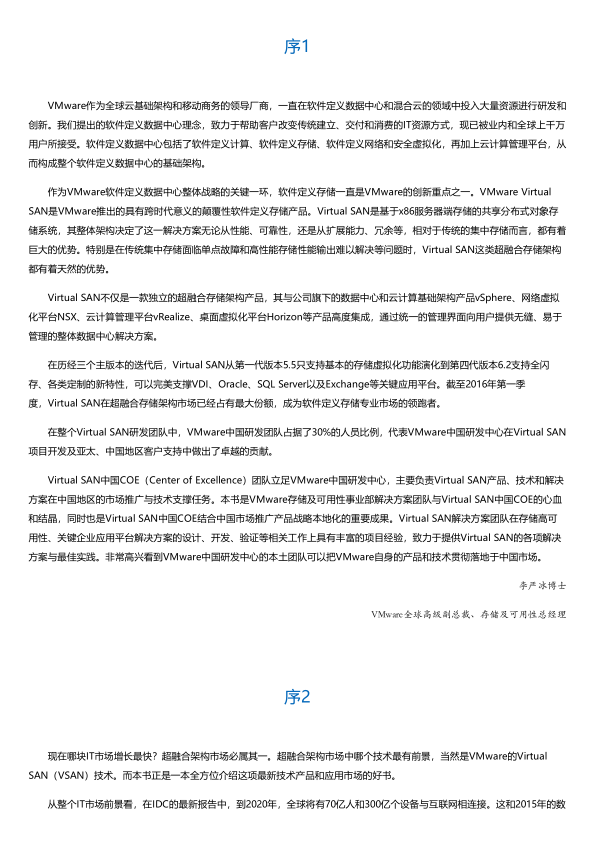 序1
VMware作为全球云基础架构和移动商务的领导厂商，一直在软件定义数据中心和混合云的领域中投入大量资源进行研发和
创新。我们提出的软件定义数据中心理念，致力于帮助客户改变传统建立、交付和消费的IT资源方式，现已被业内和全球上千万
用户所接受。软件定义数据中心包括了软件定义计算、软件定义存储、软件定义网络和安全虚拟化，再加上云计算管理平台，从
而构成整个软件定义数据中心的基础架构。
作为VMware软件定义数据中心整体战略的关键一环，软件定义存储一直是VMware的创新重点之一。VMware Virtual
SAN是VMware推出的具有跨时代意义的颠覆性软件定义存储产品。Virtual SAN是基于x86服务器端存储的共享分布式对象存
储系统，其整体架构决定了这一解决方案无论从性能、可靠性，还是从扩展能力、冗余等，相对于传统的集中存储而言，都有着
巨大的优势。特别是在传统集中存储面临单点故障和高性能存储性能输出难以解决等问题时，Virtual SAN这类超融合存储架构
都有着天然的优势。
Virtual SAN不仅是一款独立的超融合存储架构产品，其与公司旗下的数据中心和云计算基础架构产品vSphere、网络虚拟
化平台NSX、云计算管理平台vRealize、桌面虚拟化平台Horizon等产品高度集成，通过统一的管理界面向用户提供无缝、易于
管理的整体数据中心解决方案。
在历经三个主版本的迭代后，Virtual SAN从第一代版本5.5只支持基本的存储虚拟化功能演化到第四代版本6.2支持全闪
存、各类定制的新特性，可以完美支撑VDI、Oracle、SQL Server以及Exchange等关键应用平台。截至2016年第一季
度，Virtual SAN在超融合存储架构市场已经占有最大份额，成为软件定义存储专业市场的领跑者。
在整个Virtual SAN研发团队中，VMware中国研发团队占据了30%的人员比例，代表VMware中国研发中心在Virtual SAN
项目开发及亚太、中国地区客户支持中做出了卓越的贡献。
Virtual SAN中国COE（Center of Excellence）团队立足VMware中国研发中心，主要负责Virtual SAN产品、技术和解决
方案在中国地区的市场推广与技术支撑任务。本书是VMware存储及可用性事业部解决方案团队与Virtual SAN中国COE的心血
和结晶，同时也是Virtual SAN中国COE结合中国市场推广产品战略本地化的重要成果。Virtual SAN解决方案团队在存储高可
用性、关键企业应用平台解决方案的设计、开发、验证等相关工作上具有丰富的项目经验，致力于提供Virtual SAN的各项解决
方案与最佳实践。非常高兴看到VMware中国研发中心的本土团队可以把VMware自身的产品和技术贯彻落地于中国市场。
李严冰博士
VMware全球高级副总裁、存储及可用性总经理
序2
现在哪块IT市场增长最快？超融合架构市场必属其一。超融合架构市场中哪个技术最有前景，当然是VMware的Virtual
SAN（VSAN）技术。而本书正是一本全方位介绍这项最新技术产品和应用市场的好书。
从整个IT市场前景看，在IDC的最新报告中，到2020年，全球将有70亿人和300亿个设备与互联网相连接。这和2015年的数